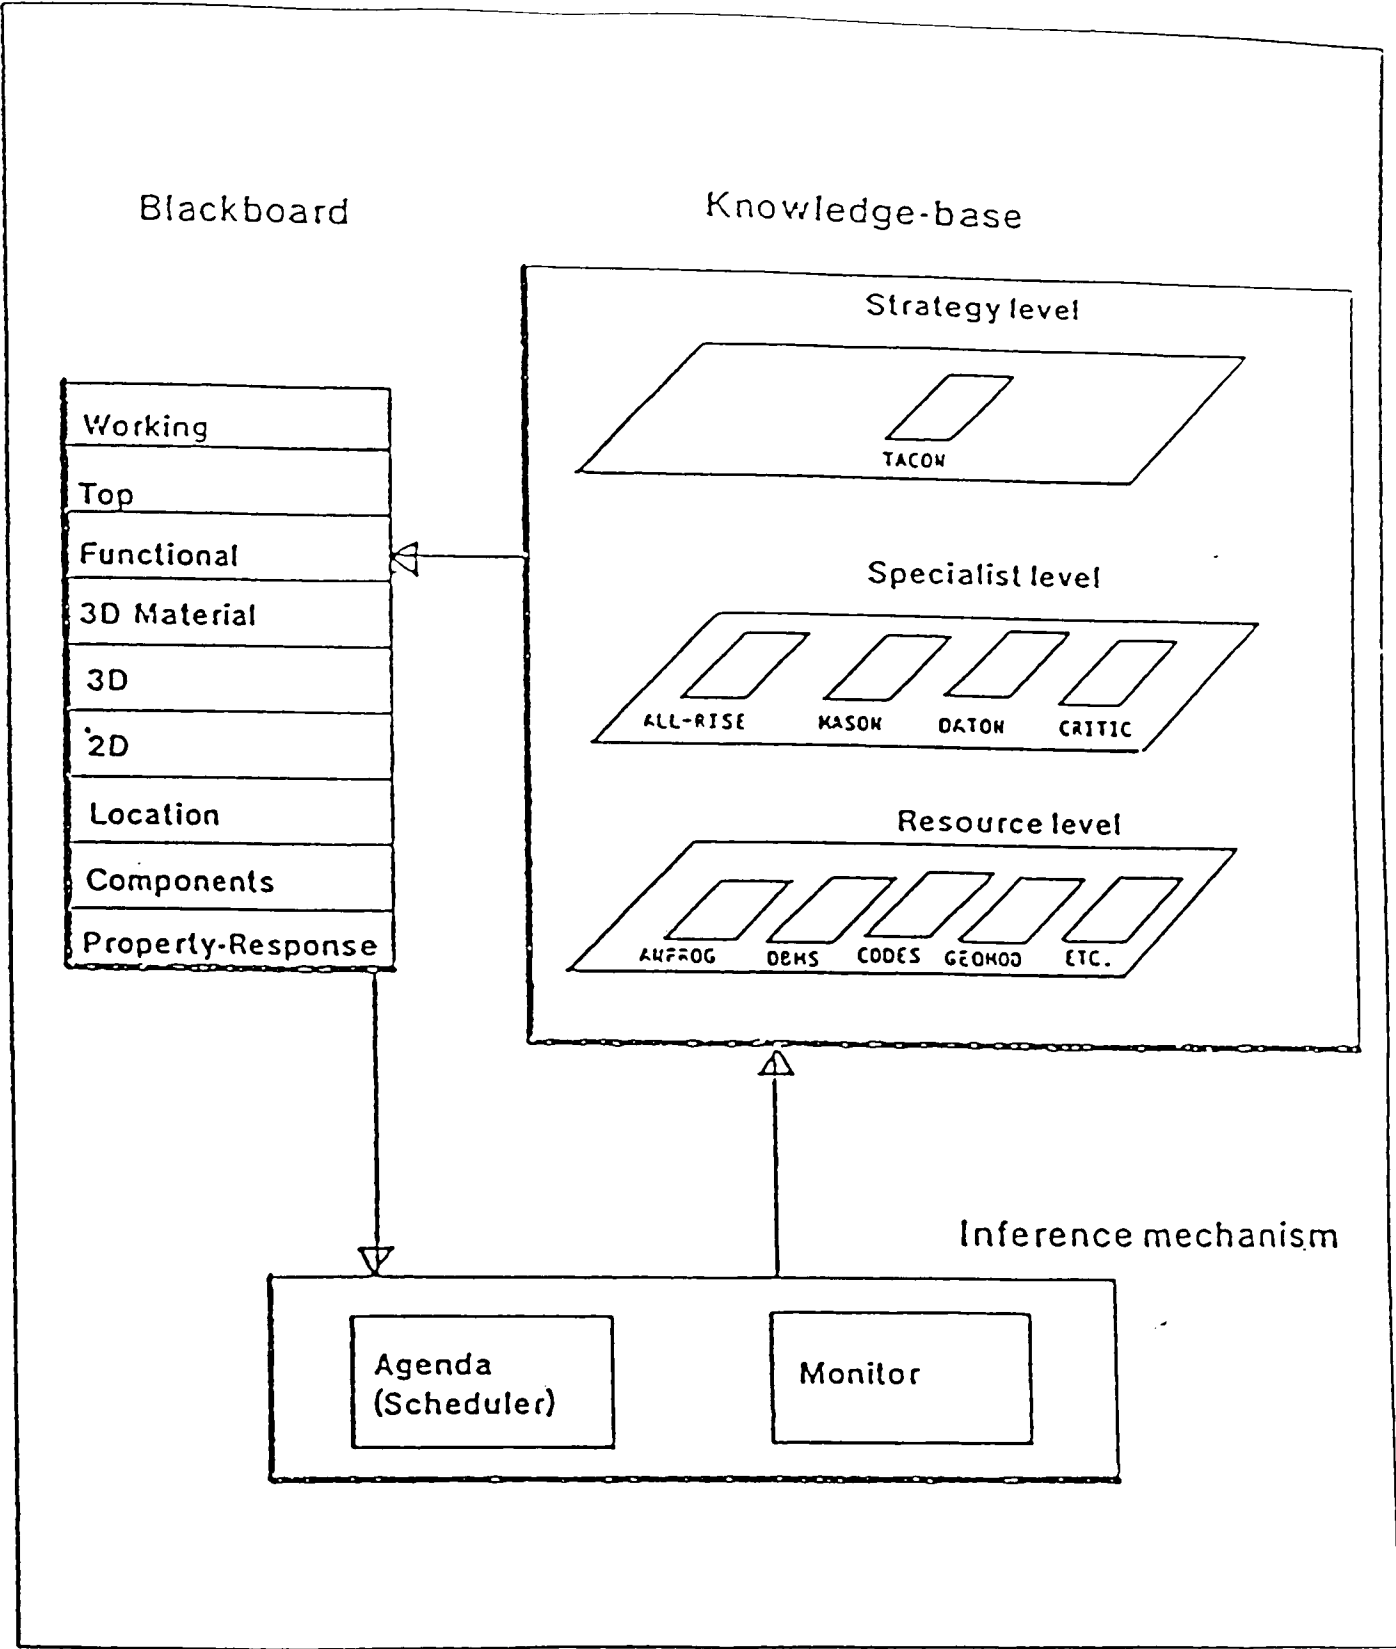 Blackboard
Knowledge-base
Working
Top
Functional
3D Material
3D
2D
Location
Components
Property-Response
Strategy level
TACON
Specialist level
ALL-RISE MASON DATON CRITIC
Resource level
DBMS CODES GEOMOD ETC.
Inference mechanism
Agenda
(Scheduler)
Monitor